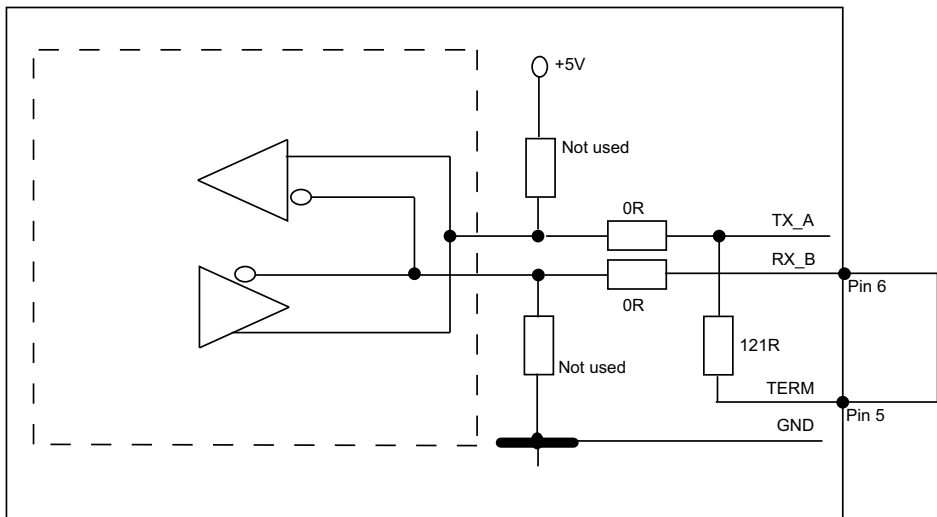 +5V
Not used
0R
TX_A
RX_B
Pin 6
0R
121R
Not used
TERM
Pin 5
GND